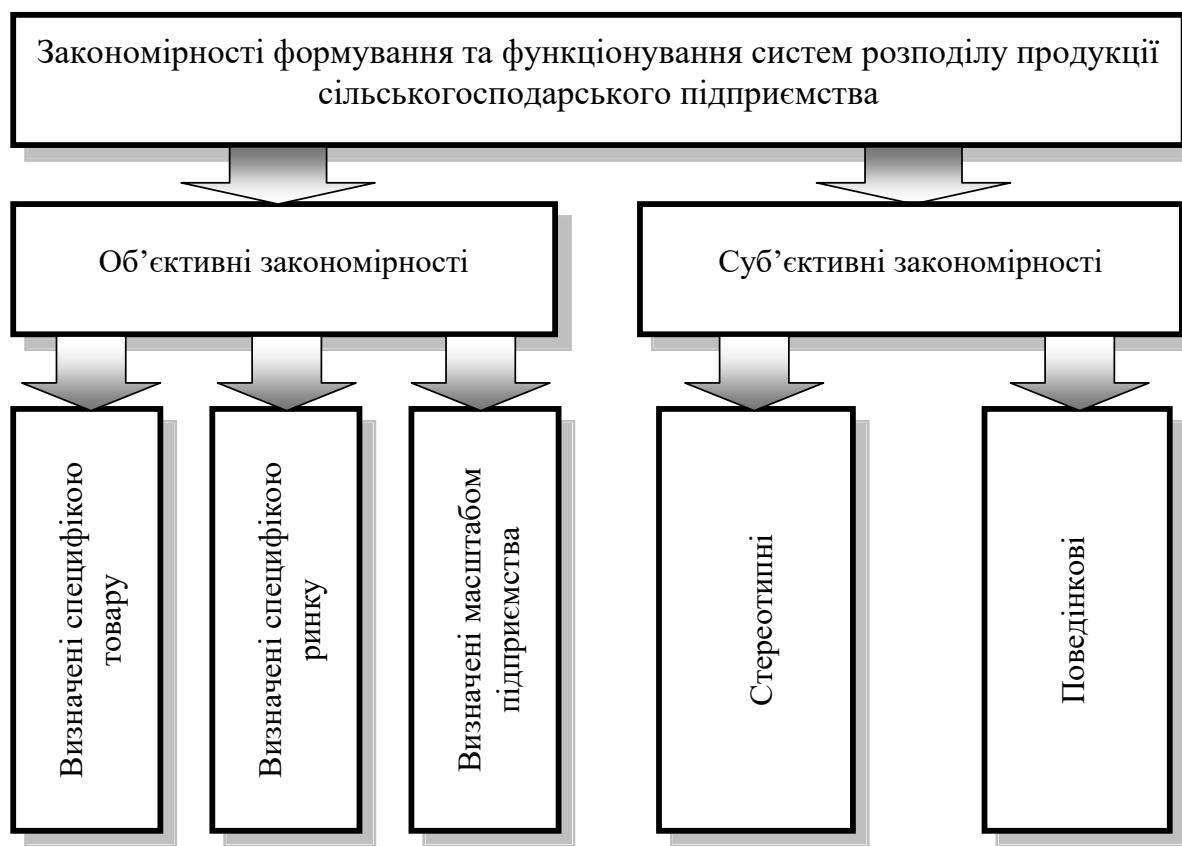 Закономірності формування та функціонування систем розподілу продукції
сільськогосподарського підприємства
Об’єктивні закономірності
Суб’єктивні закономірності
Визначені специфікою
товару
Визначені специфікою
ринку
Визначені масштабом
підприємства
Стереотипні
Поведінкові